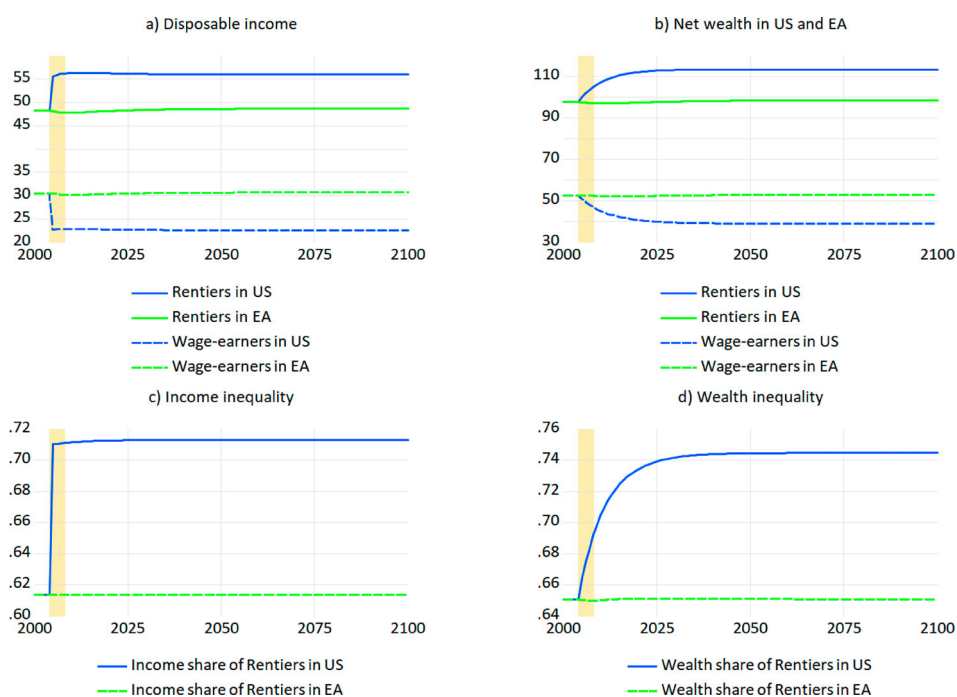 a) Disposable income
55
50
45
35
30
25
20
2000 2025 2050 2075 2100
Rentiers in US
Rentiers in EA
Wage-earners in US
Wage-earners in EA
b) Net wealth in US and EA
110
90
70
50
30
2000 2025 2050 2075 2100
Rentiers in US
Rentiers in EA
Wage-earners in US
Wage-earners in EA
c) Income inequality
.72
.70
.68
.66
.64
.62
.60
2000 2025 2050 2075 2100
Income share of Rentiers in US
Income share of Rentiers in EA
d) Wealth inequality
.76
.74
.72
.70
.68
.66
.64
2000 2025 2050 2075 2100
Wealth share of Rentiers in US
Wealth share of Rentiers in EA